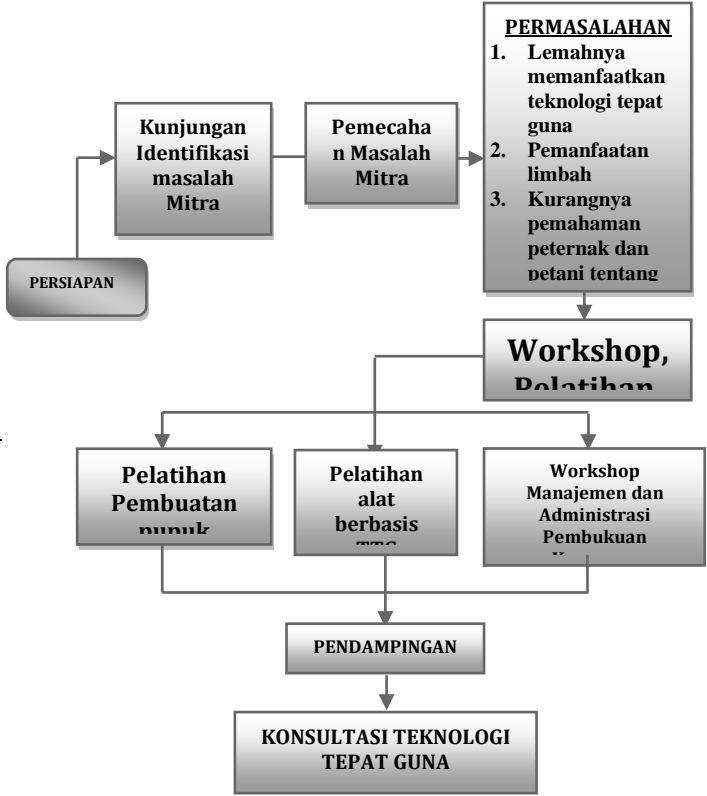 PERSIAPAN
Kunjungan
Identifikasi
masalah
Mitra
Pemecaha
n Masalah
Mitra
PERMASALAHAN
1. Lemahnya
memanfaatkan
teknologi tepat
guna
2. Pemanfaatan
limbah
3. Kurangnya
pemahaman
peternak dan
petani tentang
Workshop,
Pelatihan
Pelatihan
Pembuatan
pupuk
Pelatihan
alat
berbasis
TTG
Workshop
Manajemen dan
Administrasi
Pembukuan
PENDAMPINGAN
KONSULTASI TEKNOLOGI
TEPAT GUNA